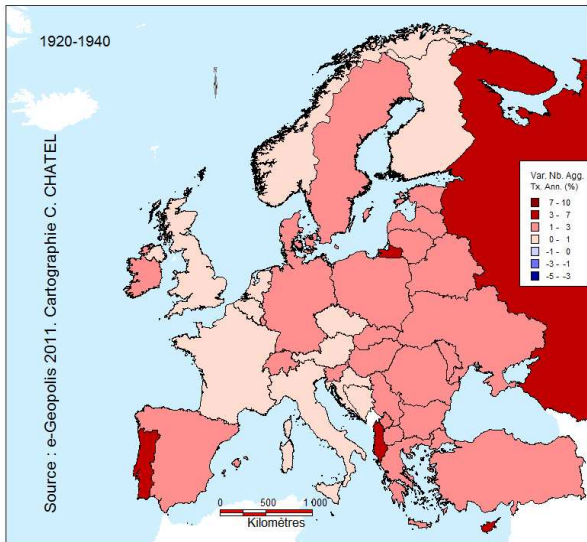 1920-1940
Source : e-Geopolis 2011. Cartographie C. CHATEL
Var. Nb. Agg.
Tx. Ann. (%)
7 - 10
3 - 7
1 - 3
0 - 1
-1 - 0
-3 - -1
-5 - -3
0 500 1 000
Kilomètres